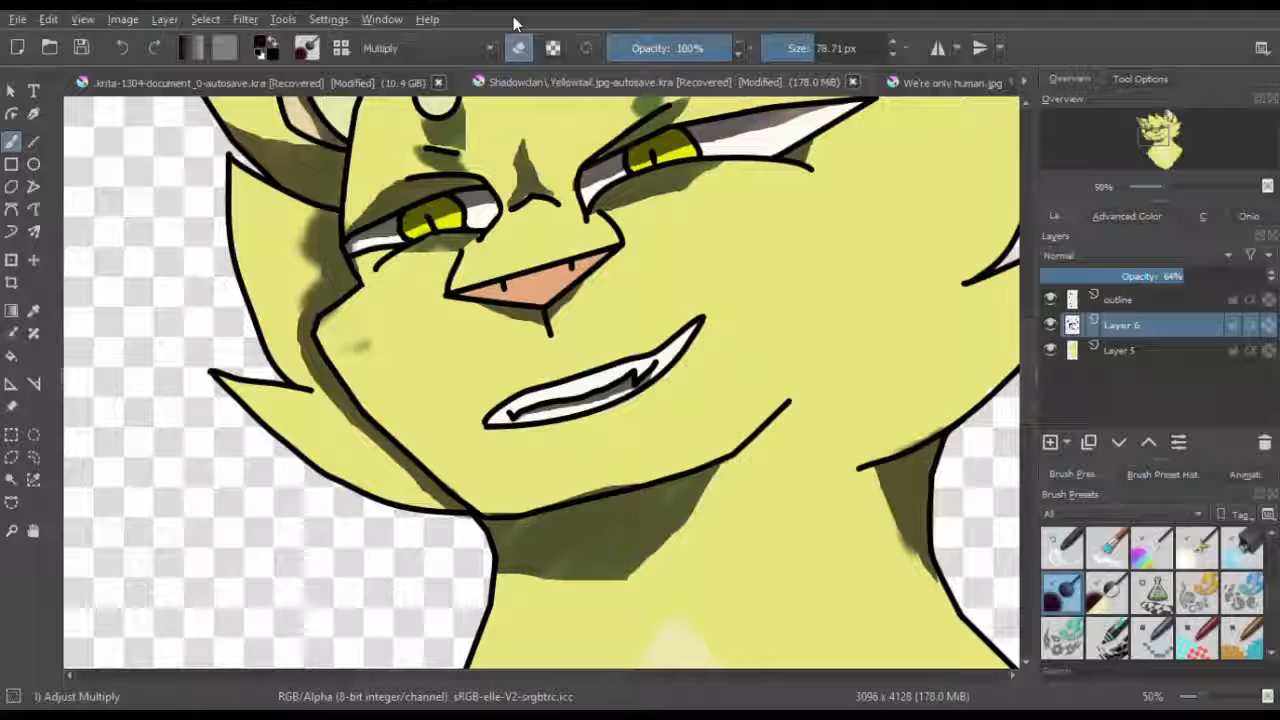 File Edit View Image Layer Select Filter Tools Settings Window Help
Multiply Opacity: 100% Size: 78.71 px
.krita-1304-document_0-autosave.kra [Recovered] [Modified] (10.4 GiB) Shadowclan\,Yellowtail.jpg-autosave.kra [Recovered] [Modified] (178.0 MiB) We're only human.jpg
Overview Tool Options
Overview
50%
Advanced Color C Onio
Layers
Normal
Opacity: 64%
outline
Layer 6
Layer 5
Brush Pres... Brush Preset Hist.. Animati..
Brush Presets
All Tag
I) Adjust Multiply RGB/Alpha (8-bit integer/channel) sRGB-elle-V2-srgbtrc.icc 3096 x 4128 (178.0 MiB) 50%